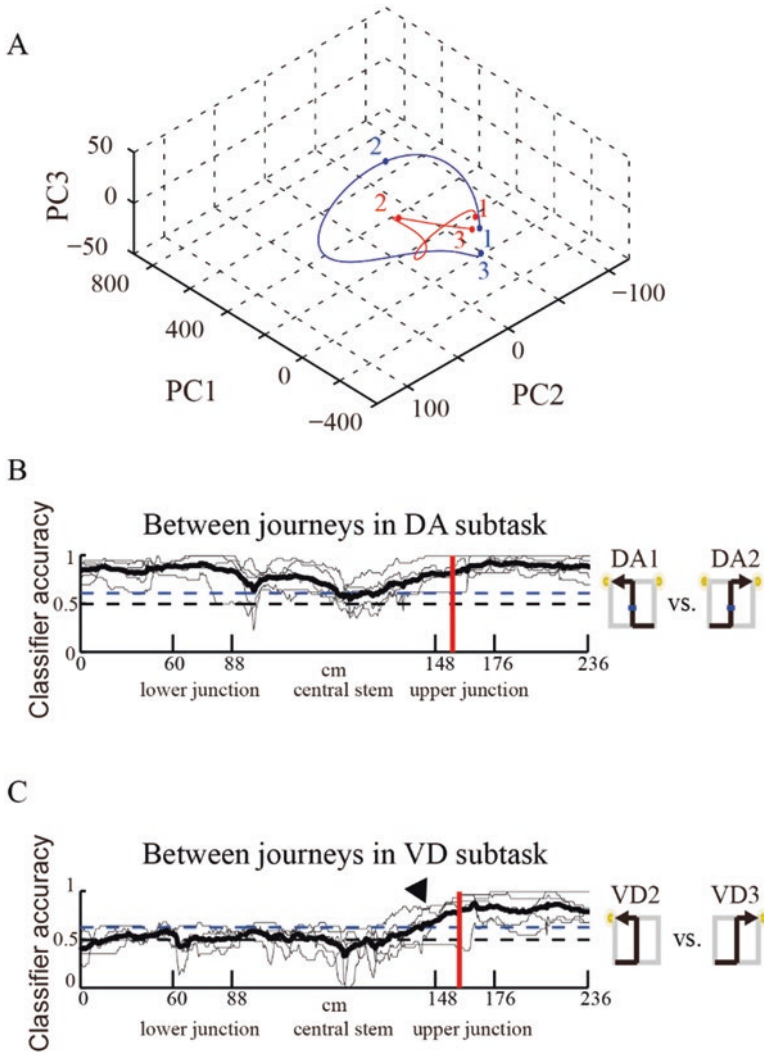 A
50
0
−50
PC3
800
400
0
−400
PC1
100
0
−100
PC2
2
2
1
3
1
3
B
Between journeys in DA subtask
Classifier accuracy
1
0.5
0
0 60 88 148 176 236
cm
lower junction central stem upper junction
DA1 vs. DA2
C
Between journeys in VD subtask
Classifier accuracy
1
0.5
0
0 60 88 148 176 236
cm
lower junction central stem upper junction
VD2 vs. VD3